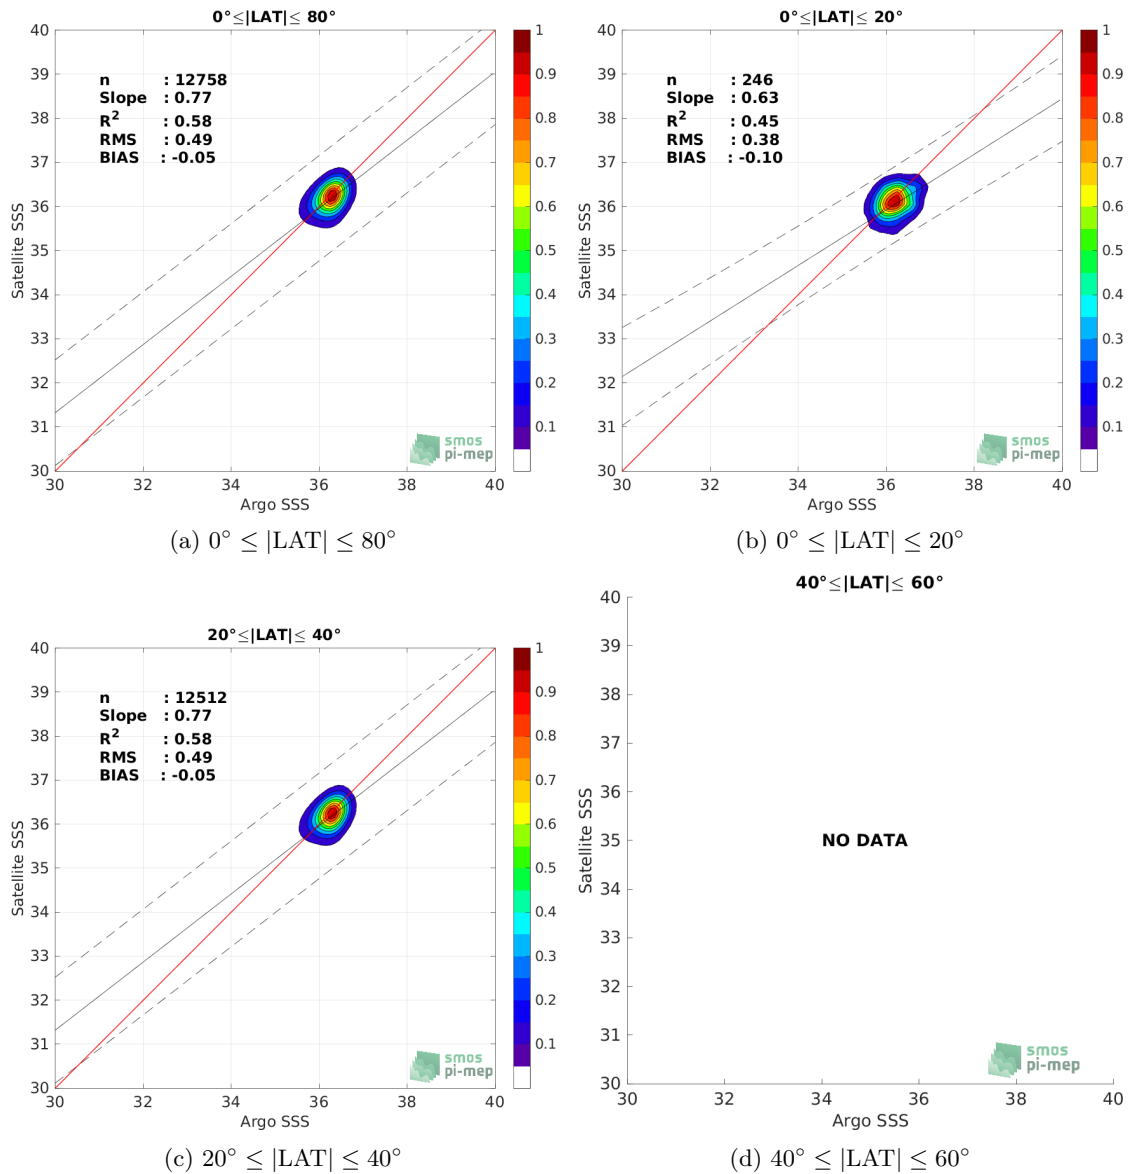 0°≤|LAT|≤ 80°
40
39
38
37
36
35
34
33
32
31
30
Satellite SSS
n : 12758
Slope : 0.77
R² : 0.58
RMS : 0.49
BIAS : -0.05
smos
pi-mep
30 32 34 36 38 40
Argo SSS
1
0.9
0.8
0.7
0.6
0.5
0.4
0.3
0.2
0.1
(a) 0° ≤ |LAT| ≤ 80°
0°≤|LAT|≤ 20°
40
39
38
37
36
35
34
33
32
31
30
Satellite SSS
n : 246
Slope : 0.63
R² : 0.45
RMS : 0.38
BIAS : -0.10
smos
pi-mep
30 32 34 36 38 40
Argo SSS
1
0.9
0.8
0.7
0.6
0.5
0.4
0.3
0.2
0.1
(b) 0° ≤ |LAT| ≤ 20°
20°≤|LAT|≤ 40°
40
39
38
37
36
35
34
33
32
31
30
Satellite SSS
n : 12512
Slope : 0.77
R² : 0.58
RMS : 0.49
BIAS : -0.05
smos
pi-mep
30 32 34 36 38 40
Argo SSS
1
0.9
0.8
0.7
0.6
0.5
0.4
0.3
0.2
0.1
(c) 20° ≤ |LAT| ≤ 40°
40°≤|LAT|≤ 60°
40
39
38
37
36
35
34
33
32
31
30
Satellite SSS
NO DATA
smos
pi-mep
30 32 34 36 38 40
Argo SSS
(d) 40° ≤ |LAT| ≤ 60°